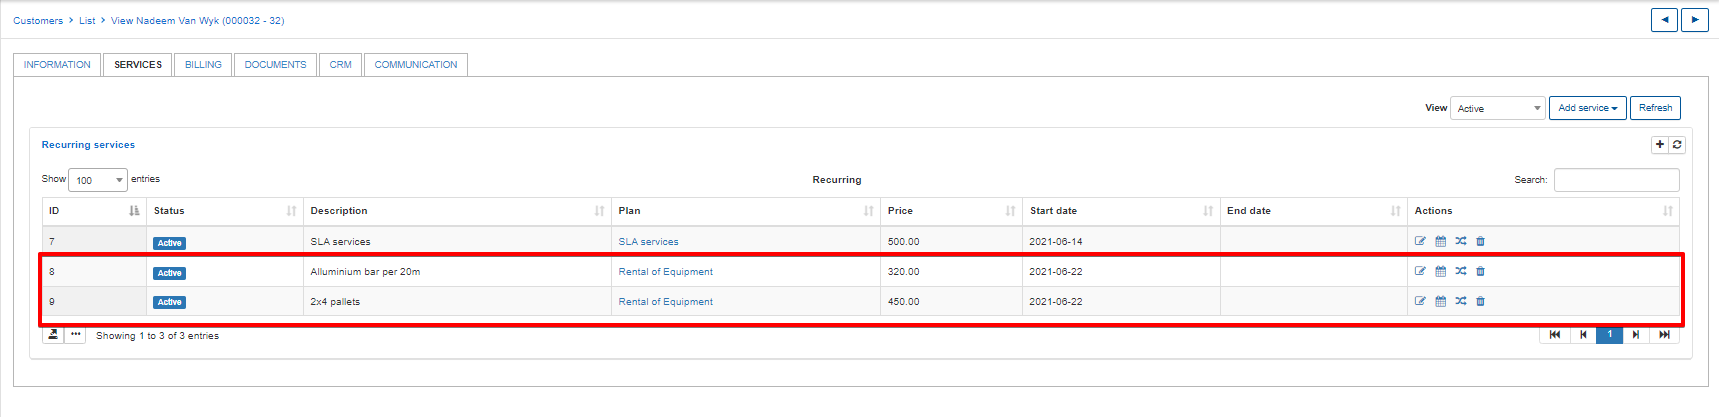 Customers > List > View Nadeem Van Wyk (000032 - 32)
INFORMATION SERVICES BILLING DOCUMENTS CRM COMMUNICATION
View Active Add service Refresh
Recurring services
Show 100 entries Recurring Search:
ID Status Description Plan Price Start date End date Actions
7 Active SLA services SLA services 500.00 2021-06-14
8 Active Alluminium bar per 20m Rental of Equipment 320.00 2021-06-22
9 Active 2x4 pallets Rental of Equipment 450.00 2021-06-22
Showing 1 to 3 of 3 entries 1